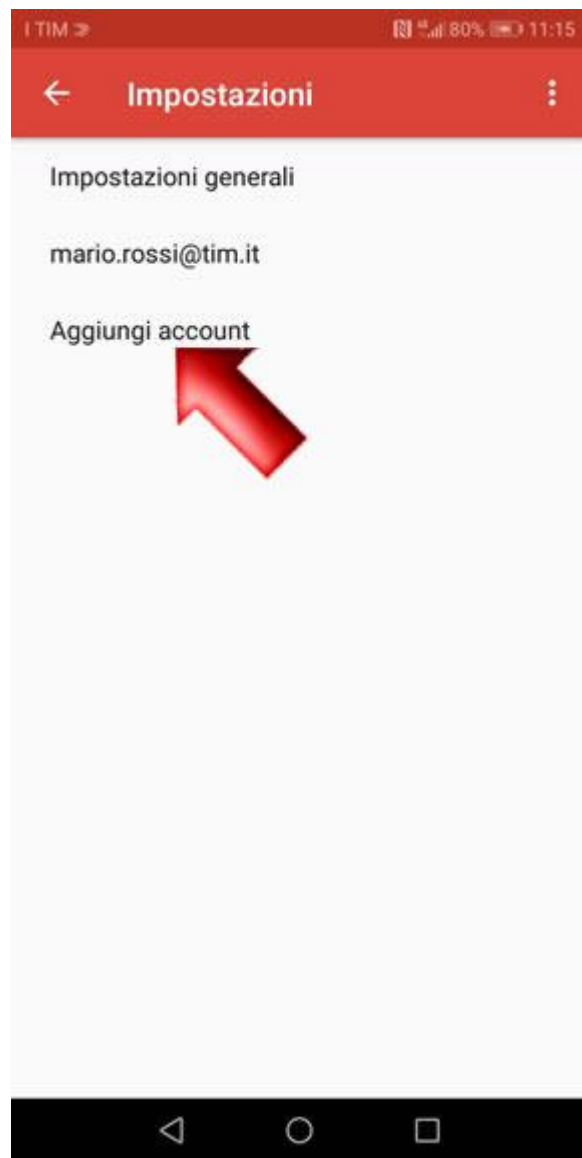 I TIM
80% 11:15
Impostazioni
Impostazioni generali
mario.rossi@tim.it
Aggiungi account